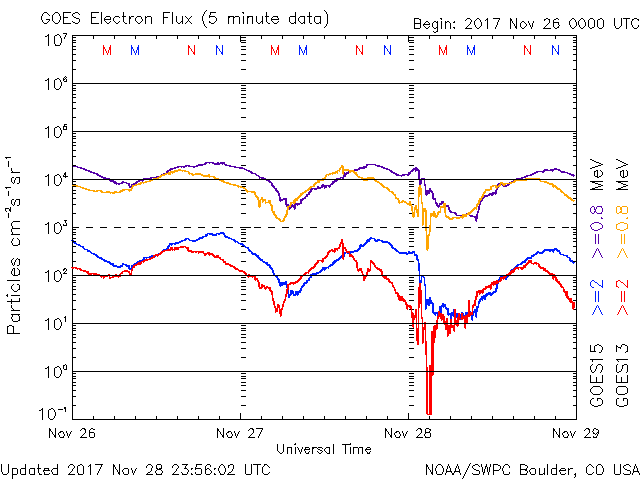 GOES Electron Flux (5 minute data)
Begin: 2017 Nov 26 0000 UTC
10⁷
10⁶
10⁵
10⁴
10³
10²
10¹
10⁰
10⁻¹
Particles cm⁻²s⁻¹sr⁻¹
M M N N M M N N M M N N
Nov 26 Nov 27 Nov 28 Nov 29
Universal Time
GOES15 >=2 >=0.8 MeV
GOES13 >=2 >=0.8 MeV
Updated 2017 Nov 28 23:56:02 UTC
NOAA/SWPC Boulder, CO USA